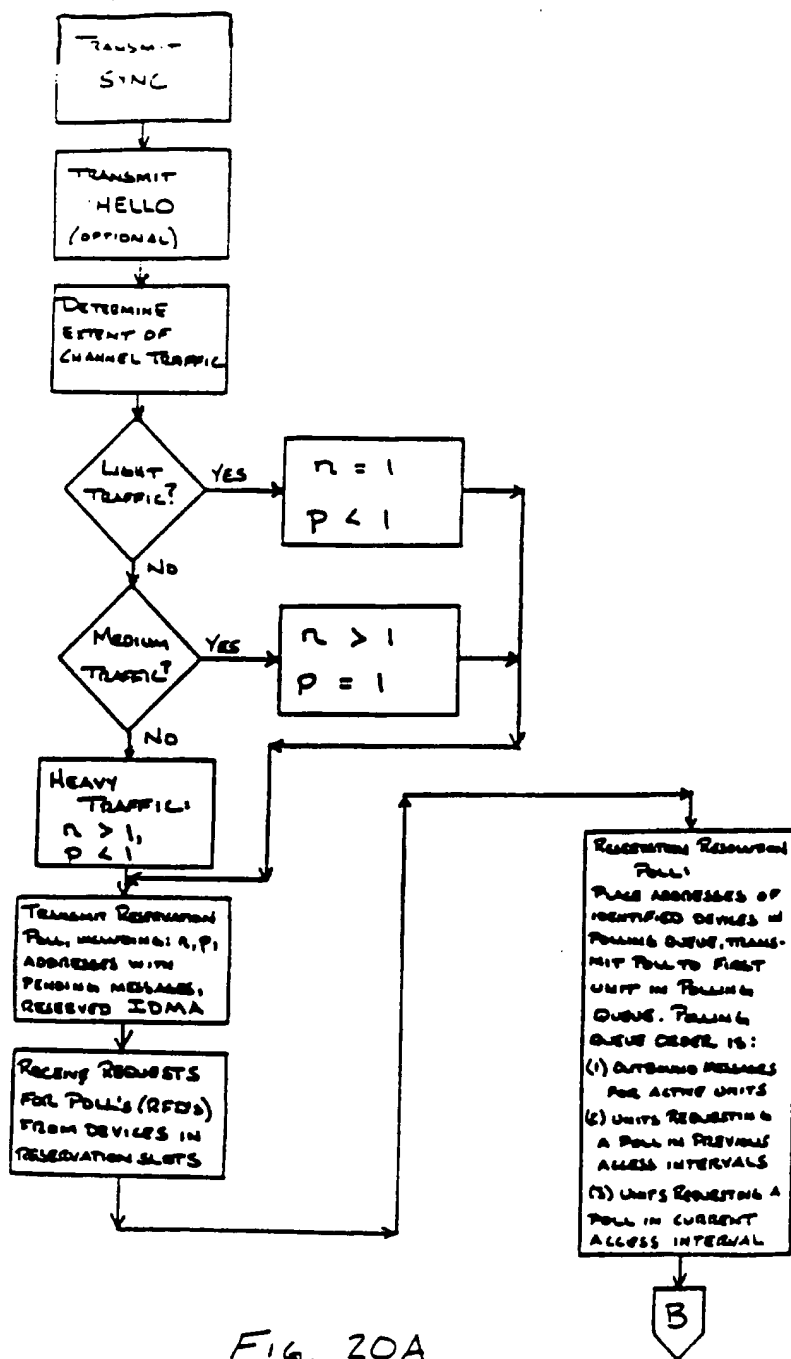 TRANSMIT
SYNC
TRANSMIT
HELLO
(OPTIONAL)
DETERMINE
EXTENT OF
CHANNEL TRAFFIC
LIGHT
TRAFFIC?
YES
n = 1
P < 1
NO
MEDIUM
TRAFFIC?
YES
n > 1
P = 1
NO
HEAVY
TRAFFIC:
n > 1,
P < 1
TRANSMIT RESERVATION
POLL, INCLUDING: n, P,
ADDRESSES WITH
PENDING MESSAGES,
RESERVED IDMA
RECEIVE REQUESTS
FOR POLL'S (RFP'S)
FROM DEVICES IN
RESERVATION SLOTS
RESERVATION RESOLUTION
POLL:
PLACE ADDRESSES OF
IDENTIFIED DEVICES IN
POLLING QUEUE, TRANS-
MIT POLL TO FIRST
UNIT IN POLLING
QUEUE. POLLING
QUEUE ORDER IS:
(1) OUTBOUND MESSAGES
FOR ACTIVE UNITS
(2) UNITS REQUESTING
A POLL IN PREVIOUS
ACCESS INTERVALS
(3) UNITS REQUESTING A
POLL IN CURRENT
ACCESS INTERVAL
B
FIG. 20A